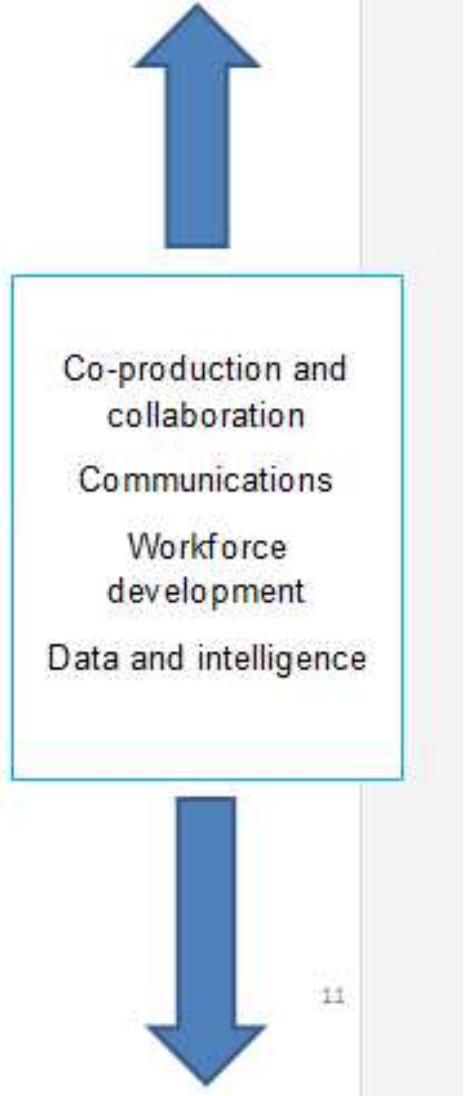 Co-production and
collaboration
Communications
Workforce
development
Data and intelligence
11